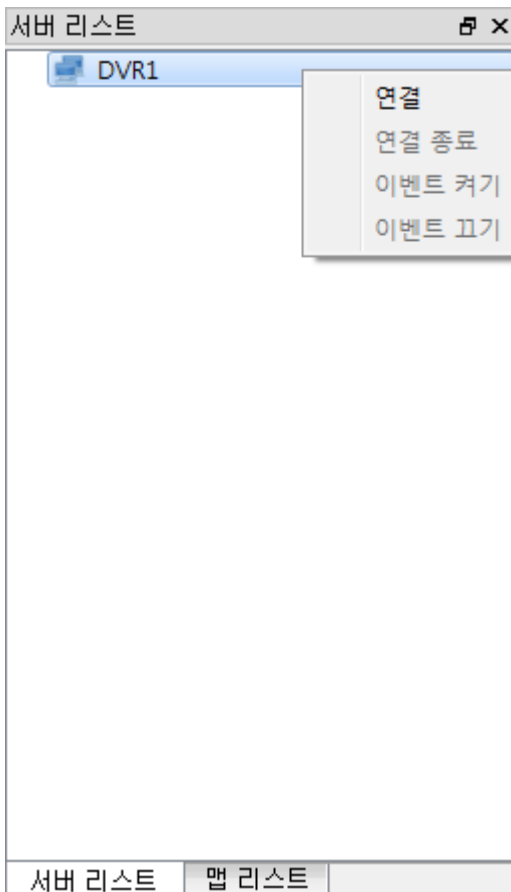 서버 리스트
DVR1
연결
연결 종료
이벤트 켜기
이벤트 끄기
서버 리스트 맵 리스트